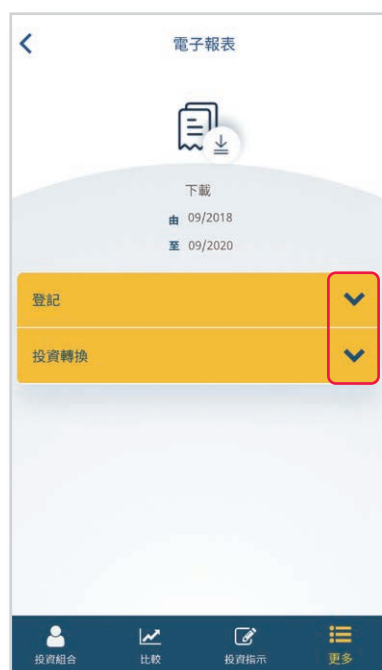 電子報表
下載
由 09/2018
至 09/2020
登記
投資轉換
投資組合 比較 投資指示 更多